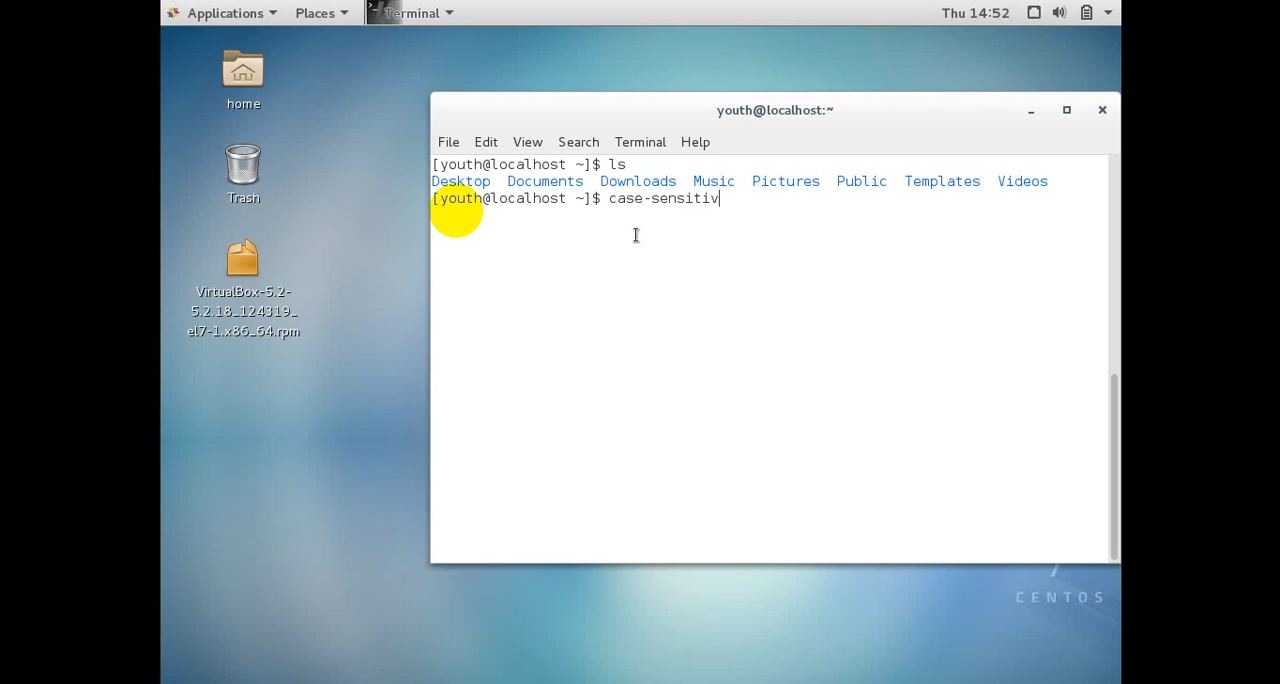 Applications Places Terminal Thu 14:52
home
Trash
VirtualBox-5.2-
5.2.18_124319_
el7-1.x86_64.rpm
youth@localhost:~
File Edit View Search Terminal Help
[youth@localhost ~]$ ls
Desktop Documents Downloads Music Pictures Public Templates Videos
[youth@localhost ~]$ case-sensitiv
CENTOS